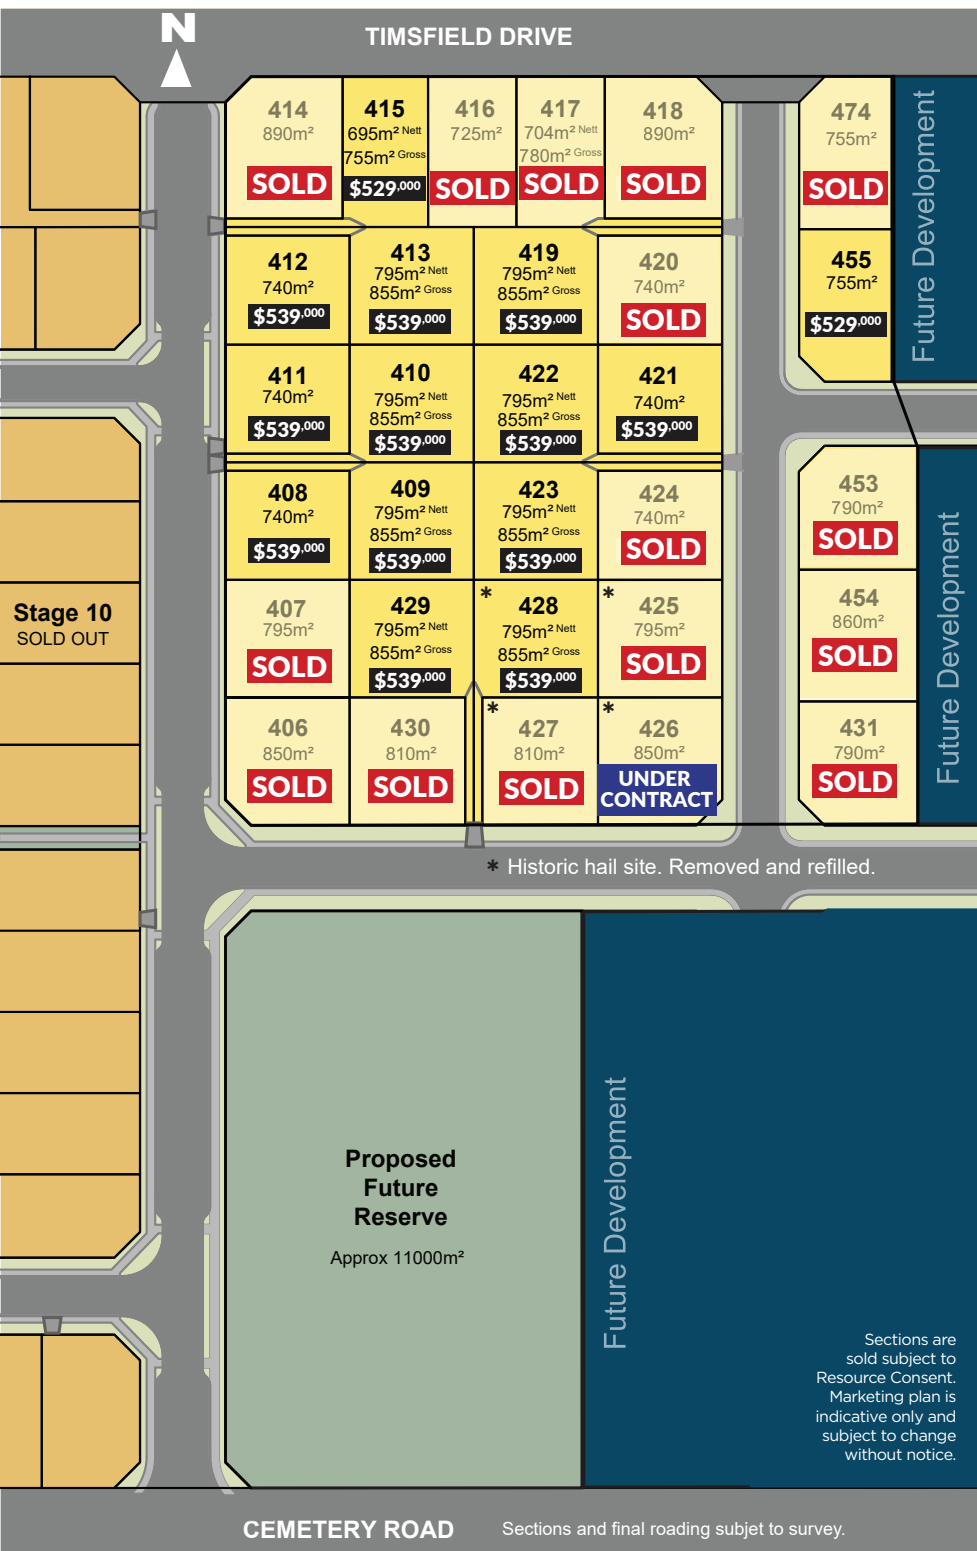 N
TIMSFIELD DRIVE
414
890m²
SOLD
415
695m² Nett
755m² Gross
$529,000
416
725m²
SOLD
417
704m² Nett
780m² Gross
SOLD
418
890m²
SOLD
474
755m²
SOLD
Future Development
412
740m²
$539,000
413
795m² Nett
855m² Gross
$539,000
419
795m² Nett
855m² Gross
$539,000
420
740m²
SOLD
455
755m²
$529,000
411
740m²
$539,000
410
795m² Nett
855m² Gross
$539,000
422
795m² Nett
855m² Gross
$539,000
421
740m²
$539,000
408
740m²
$539,000
409
795m² Nett
855m² Gross
$539,000
423
795m² Nett
855m² Gross
$539,000
424
740m²
SOLD
453
790m²
SOLD
Future Development
Stage 10
SOLD OUT
407
795m²
SOLD
429
795m² Nett
855m² Gross
$539,000
*
428
795m² Nett
855m² Gross
$539,000
*
425
795m²
SOLD
454
860m²
SOLD
406
850m²
SOLD
430
810m²
SOLD
*
427
810m²
SOLD
*
426
850m²
UNDER
CONTRACT
431
790m²
SOLD
* Historic hail site. Removed and refilled.
Proposed
Future
Reserve
Approx 11000m²
Future Development
Sections are
sold subject to
Resource Consent.
Marketing plan is
indicative only and
subject to change
without notice.
CEMETERY ROAD
Sections and final roading subjet to survey.